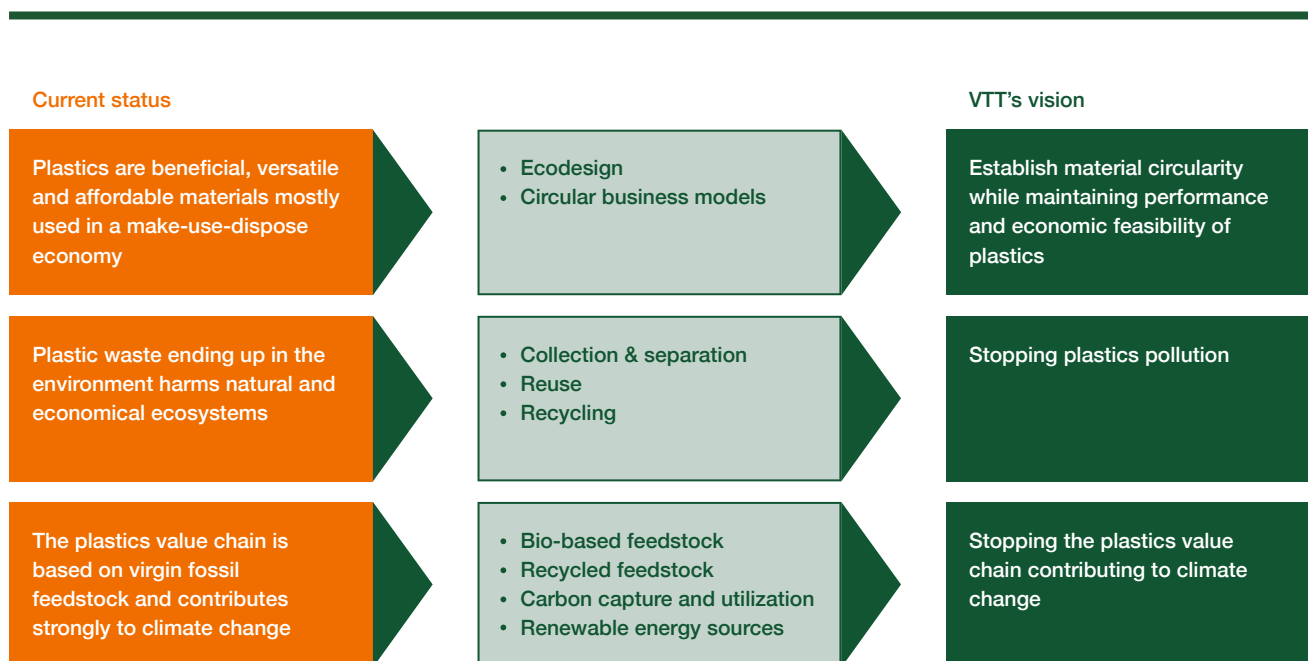 Current status
VTT's vision
Plastics are beneficial, versatile
and affordable materials mostly
used in a make-use-dispose
economy
• Ecodesign
• Circular business models
Establish material circularity
while maintaining performance
and economic feasibility of
plastics
Plastic waste ending up in the
environment harms natural and
economical ecosystems
• Collection & separation
• Reuse
• Recycling
Stopping plastics pollution
The plastics value chain is
based on virgin fossil
feedstock and contributes
strongly to climate change
• Bio-based feedstock
• Recycled feedstock
• Carbon capture and utilization
• Renewable energy sources
Stopping the plastics value
chain contributing to climate
change